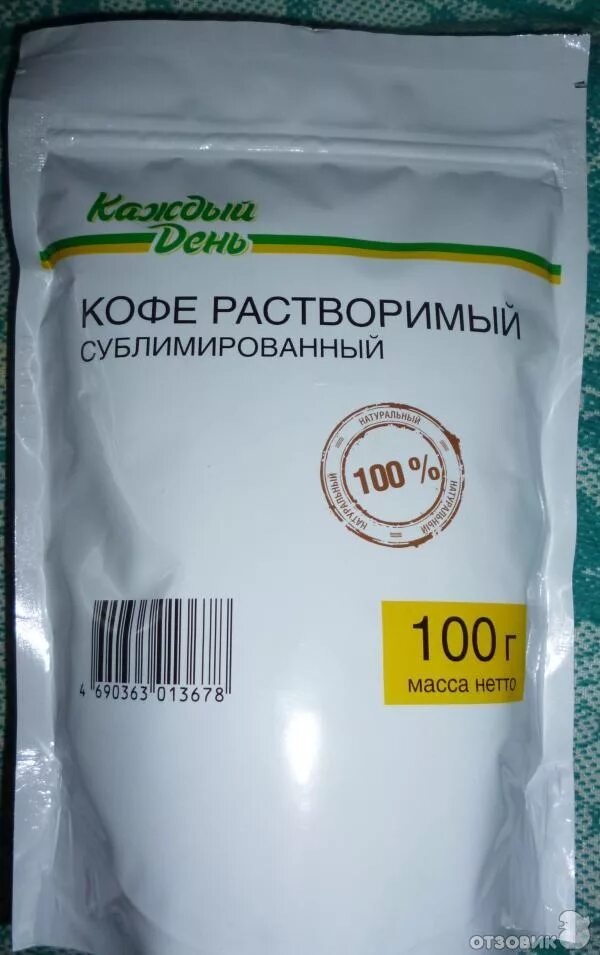 Каждый
День
КОФЕ РАСТВОРИМЫЙ
СУБЛИМИРОВАННЫЙ
НАТУРАЛЬНЫЙ
НАТУРАЛЬНЫЙ
НАТУРАЛЬНЫЙ
100 %
100 г
масса нетто
4 690363 013678
ОТЗОВИК